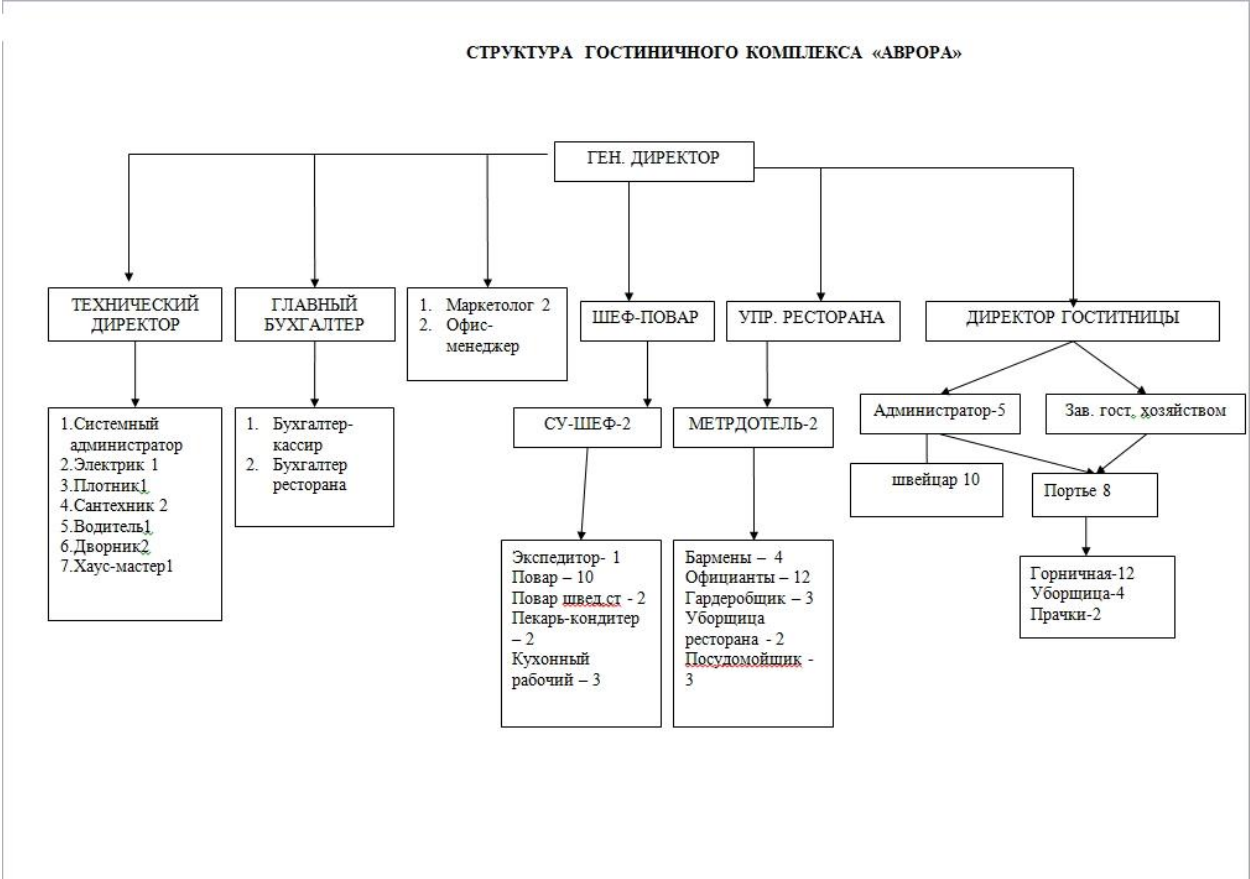 СТРУКТУРА ГОСТИНИЧНОГО КОМПЛЕКСА «АВРОРА»
ГЕН. ДИРЕКТОР
ТЕХНИЧЕСКИЙ
ДИРЕКТОР
ГЛАВНЫЙ
БУХГАЛТЕР
1. Маркетолог 2
2. Офис-
менеджер
ШЕФ-ПОВАР
УПР. РЕСТОРАНА
ДИРЕКТОР ГОСТИТНИЦЫ
1.Системный
администратор
2.Электрик 1
3.Плотник1
4.Сантехник 2
5.Водитель1
6.Дворник2
7.Хаус-мастер1
1. Бухгалтер-
кассир
2. Бухгалтер
ресторана
СУ-ШЕФ-2
МЕТРДОТЕЛЬ-2
Администратор-5
Зав. гост. хозяйством
швейцар 10
Портье 8
Экспедитор- 1
Повар – 10
Повар швед.ст - 2
Пекарь-кондитер
– 2
Кухонный
рабочий – 3
Бармены – 4
Официанты – 12
Гардеробщик – 3
Уборщица
ресторана - 2
Посудомойщик -
3
Горничная-12
Уборщица-4
Прачки-2